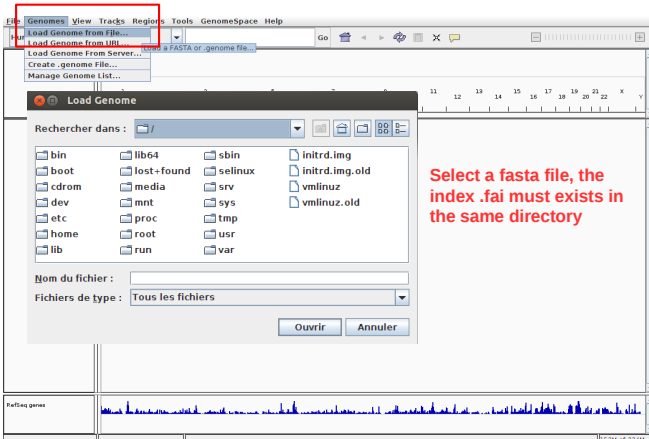 File Genomes View Tracks Regions Tools GenomeSpace Help
Load Genome from File...
Go
Load Genome from URL...
Load a FASTA or .genome file...
Load Genome From Server...
Create .genome File...
Manage Genome List...
11 12 13 14 15 16 17 18 19 20 21 22 X Y
Load Genome
Rechercher dans : /
bin lib64 sbin initrd.img
boot lost+found selinux initrd.img.old
cdrom media srv vmlinuz
dev mnt sys vmlinuz.old
etc proc tmp
home root usr
lib run var
Select a fasta file, the
index .fai must exists in
the same directory
Nom du fichier :
Fichiers de type : Tous les fichiers
Ouvrir Annuler
RefSeq genes